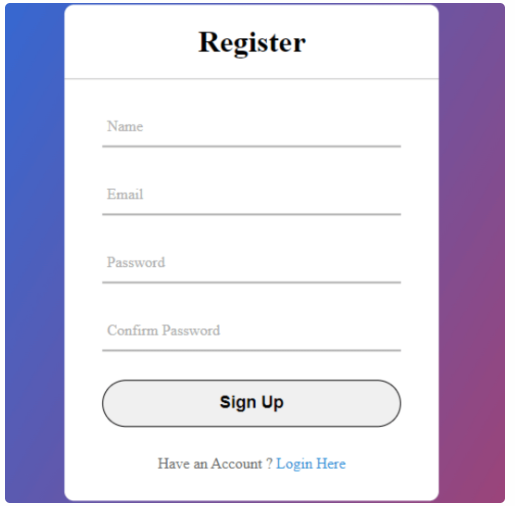 Register
Name
Email
Password
Confirm Password
Sign Up
Have an Account ? Login Here